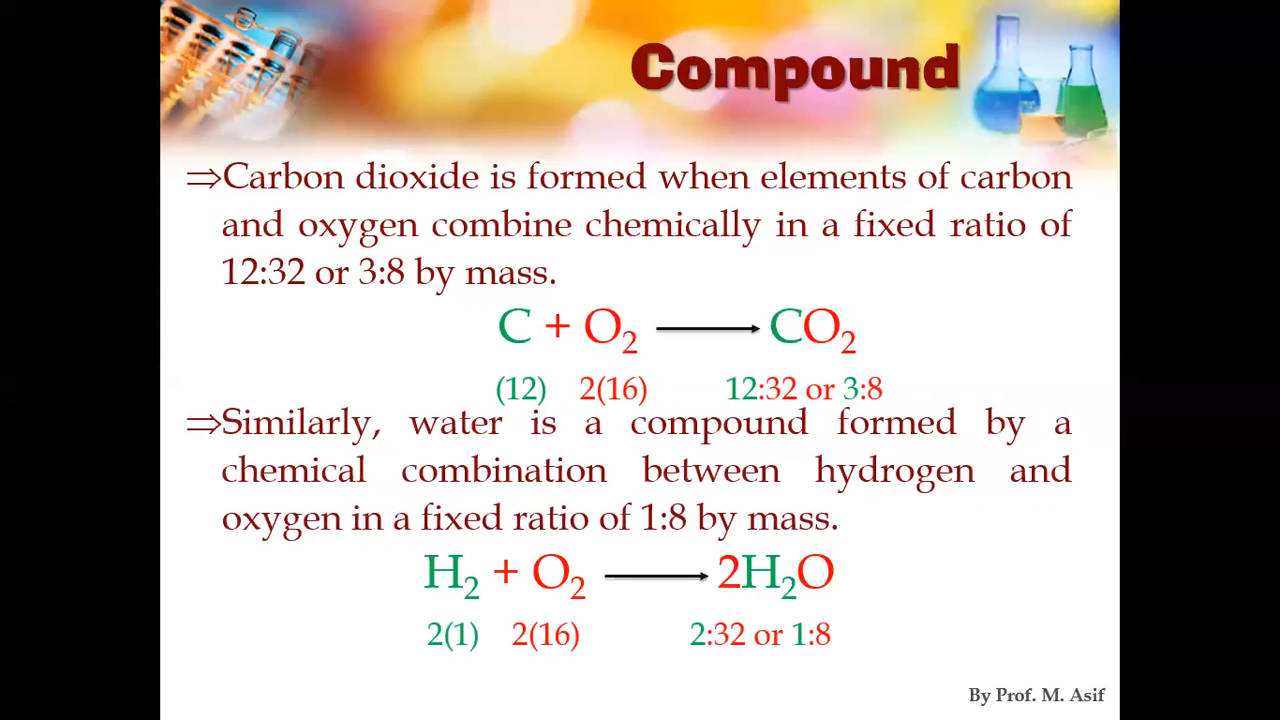 Compound
⇒Carbon dioxide is formed when elements of carbon
and oxygen combine chemically in a fixed ratio of
12:32 or 3:8 by mass.
C + O₂ ⟶ CO₂
(12) 2(16) 12:32 or 3:8
⇒Similarly, water is a compound formed by a
chemical combination between hydrogen and
oxygen in a fixed ratio of 1:8 by mass.
H₂ + O₂ ⟶ 2H₂O
2(1) 2(16) 2:32 or 1:8
By Prof. M. Asif